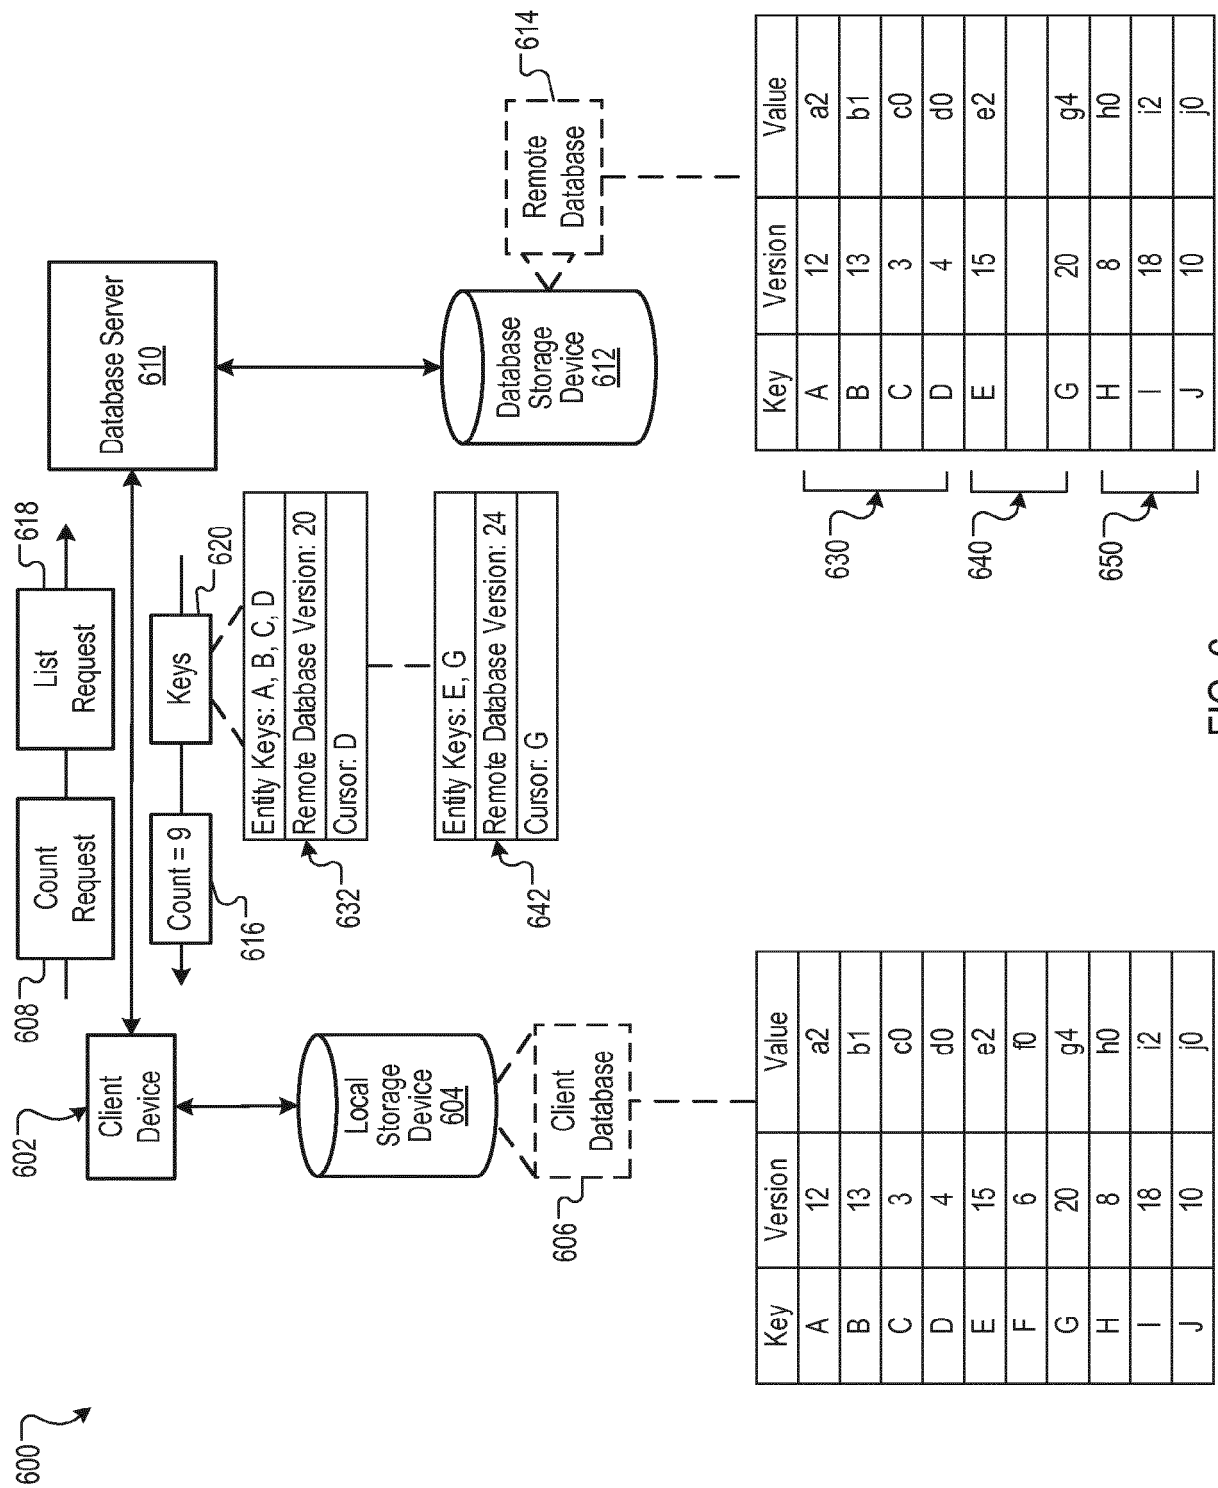 600
602
Client
Device
608
Count
Request
List
Request
618
Database Server
610
Count = 9
616
Keys
620
Entity Keys: A, B, C, D
Remote Database Version: 20
Cursor: D
632
Entity Keys: E, G
Remote Database Version: 24
Cursor: G
642
Local
Storage
Device
604
Client
Database
606
Database
Storage
Device
612
Remote
Database
614
Key Version Value
A 12 a2
B 13 b1
C 3 c0
D 4 d0
E 15 e2
F 6 f0
G 20 g4
H 8 h0
I 18 i2
J 10 j0
630
640
650
Key Version Value
A 12 a2
B 13 b1
C 3 c0
D 4 d0
E 15 e2
G 20 g4
H 8 h0
I 18 i2
J 10 j0
FIG.